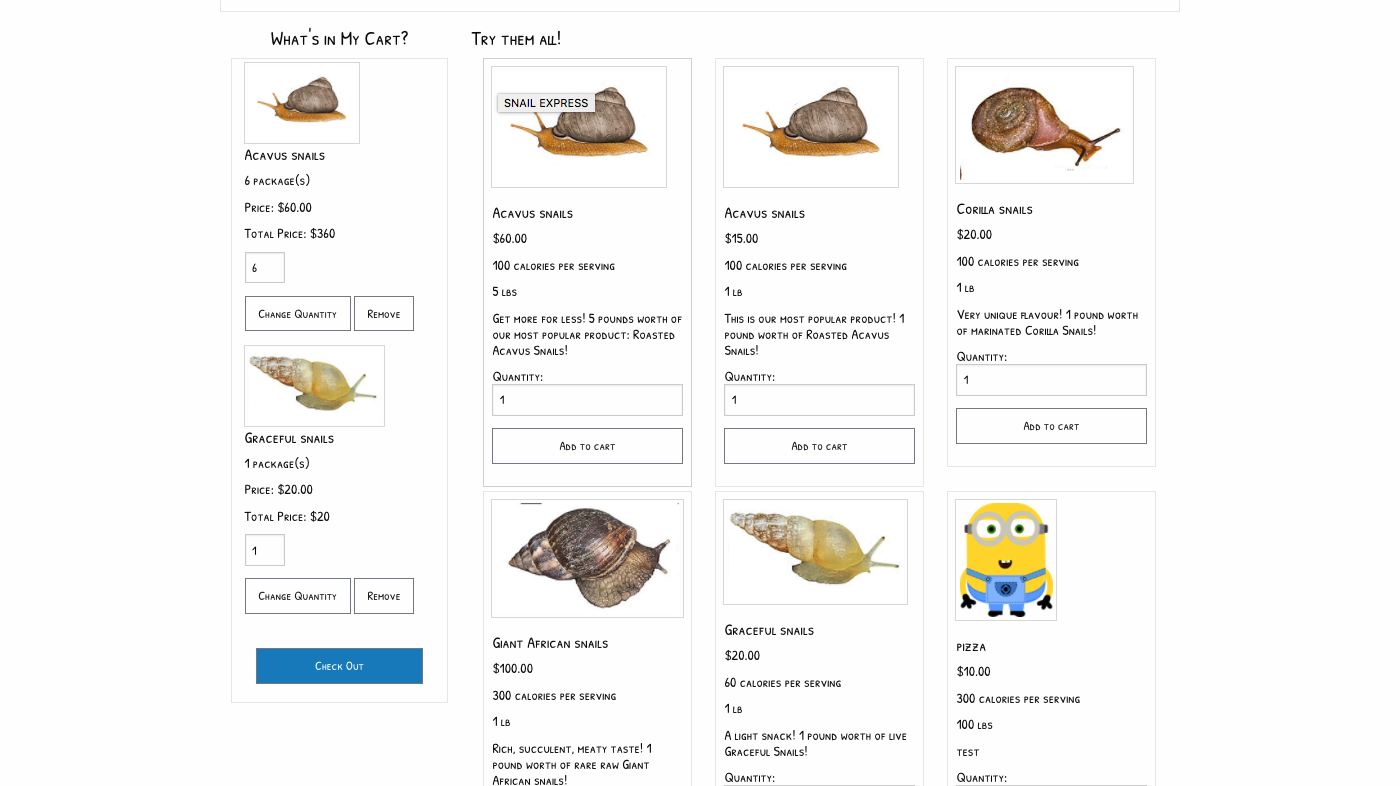 What's in My Cart?
Acavus snails
6 package(s)
Price: $60.00
Total Price: $360
6
Change Quantity
Remove
Graceful snails
1 package(s)
Price: $20.00
Total Price: $20
1
Change Quantity
Remove
Check Out
Try them all!
SNAIL EXPRESS
Acavus snails
$60.00
100 calories per serving
5 lbs
Get more for less! 5 pounds worth of
our most popular product: Roasted
Acavus Snails!
Quantity:
1
Add to cart
Acavus snails
$15.00
100 calories per serving
1 lb
This is our most popular product! 1
pound worth of Roasted Acavus
Snails!
Quantity:
1
Add to cart
Corilla snails
$20.00
100 calories per serving
1 lb
Very unique flavour! 1 pound worth
of marinated Corilla Snails!
Quantity:
1
Add to cart
Giant African snails
$100.00
300 calories per serving
1 lb
Rich, succulent, meaty taste! 1
pound worth of rare raw Giant
African snails!
Graceful snails
$20.00
60 calories per serving
1 lb
A light snack! 1 pound worth of live
Graceful Snails!
Quantity:
pizza
$10.00
300 calories per serving
100 lbs
test
Quantity: